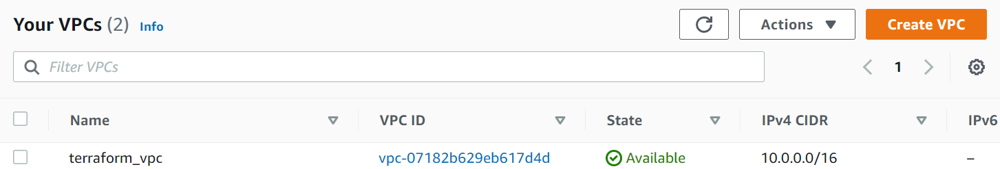 Your VPCs (2) Info Actions Create VPC
Filter VPCs 1
Name VPC ID State IPv4 CIDR IPv6
terraform_vpc vpc-07182b629eb617d4d Available 10.0.0.0/16 –